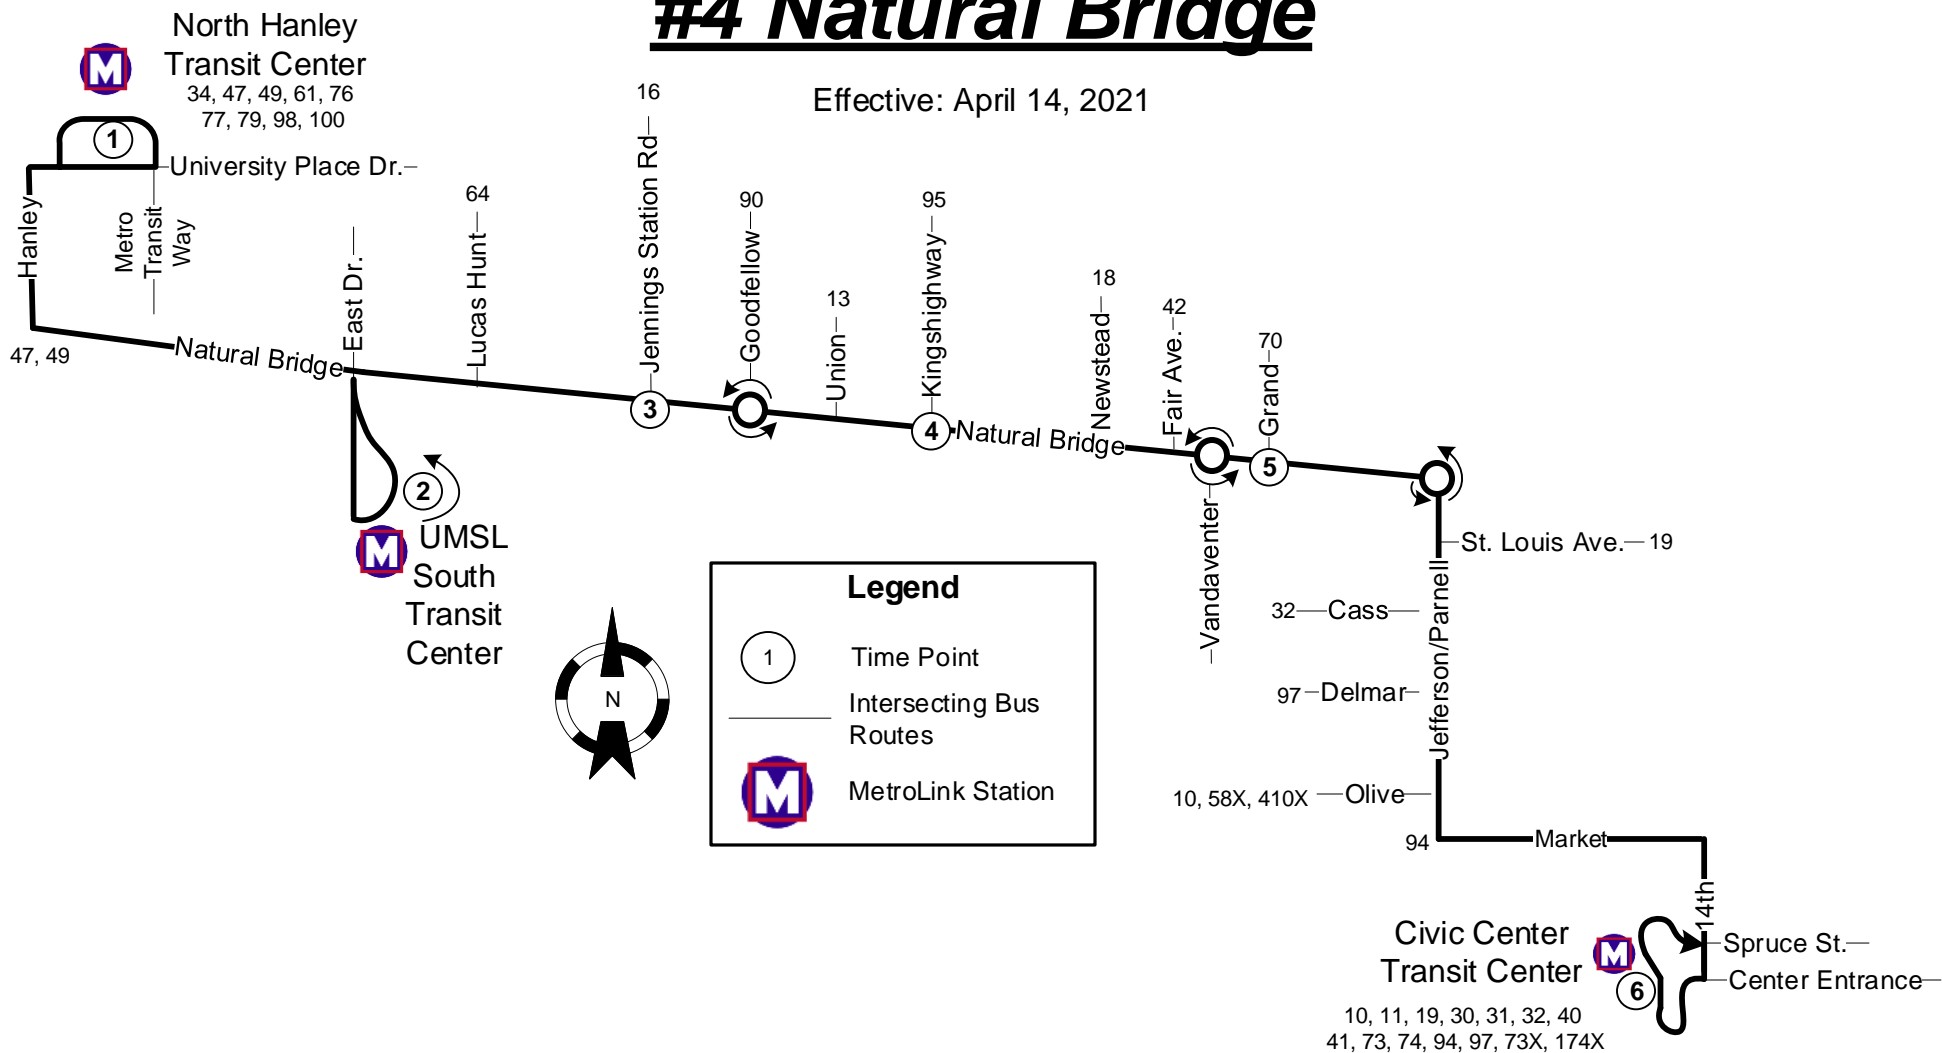 #4 Natural Bridge
Effective: April 14, 2021
North Hanley
Transit Center
34, 47, 49, 61, 76
77, 79, 98, 100
M
1
University Place Dr.
Hanley
Metro
Transit
Way
47, 49
Natural Bridge
East Dr.
64
Lucas Hunt
16
Jennings Station Rd
3
90
Goodfellow
13
Union
95
Kingshighway
4
Natural Bridge
18
Newstead
42
Fair Ave.
Vandaventer
70
Grand
5
2
M
UMSL
South
Transit
Center
N
Legend
1
Time Point
Intersecting Bus
Routes
M
MetroLink Station
St. Louis Ave.
19
Jefferson/Parnell
32
Cass
97
Delmar
10, 58X, 410X
Olive
94
Market
14th
Civic Center
Transit Center
M
6
Spruce St.
Center Entrance
10, 11, 19, 30, 31, 32, 40
41, 73, 74, 94, 97, 73X, 174X